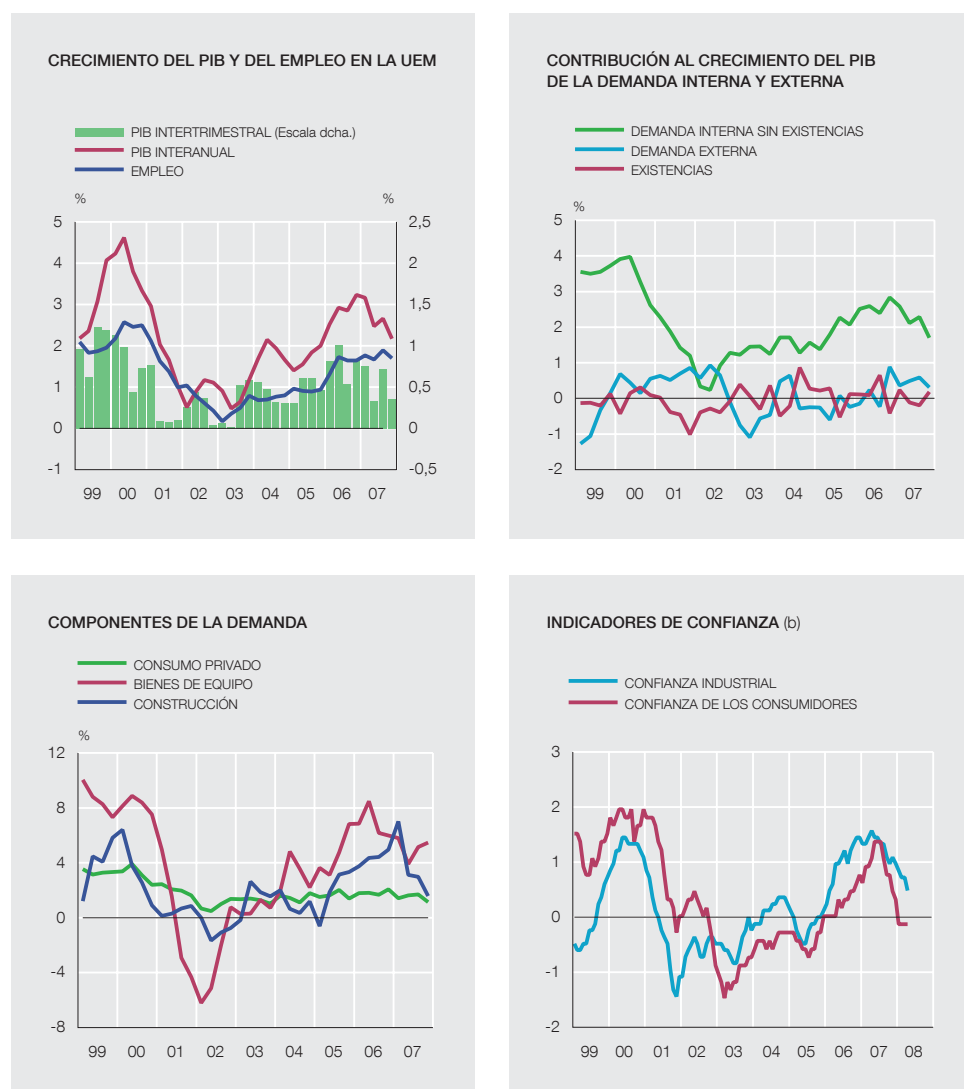 CRECIMIENTO DEL PIB Y DEL EMPLEO EN LA UEM
PIB INTERTRIMESTRAL (Escala dcha.)
PIB INTERANUAL
EMPLEO
% %
5 2,5
4 2
3 1,5
2 1
1 0,5
0 0
-1 -0,5
99 00 01 02 03 04 05 06 07
CONTRIBUCIÓN AL CRECIMIENTO DEL PIB
DE LA DEMANDA INTERNA Y EXTERNA
DEMANDA INTERNA SIN EXISTENCIAS
DEMANDA EXTERNA
EXISTENCIAS
%
5
4
3
2
1
0
-1
-2
99 00 01 02 03 04 05 06 07
COMPONENTES DE LA DEMANDA
CONSUMO PRIVADO
BIENES DE EQUIPO
CONSTRUCCIÓN
%
12
8
4
0
-4
-8
99 00 01 02 03 04 05 06 07
INDICADORES DE CONFIANZA (b)
CONFIANZA INDUSTRIAL
CONFIANZA DE LOS CONSUMIDORES
3
2
1
0
-1
-2
99 00 01 02 03 04 05 06 07 08